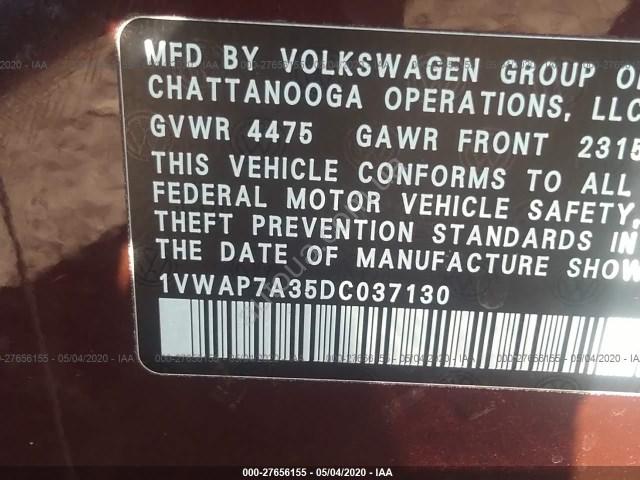 MFD BY VOLKSWAGEN GROUP OF
CHATTANOOGA OPERATIONS, LLC
GVWR 4475 GAWR FRONT 2315
THIS VEHICLE CONFORMS TO ALL
FEDERAL MOTOR VEHICLE SAFETY,
THEFT PREVENTION STANDARDS IN
THE DATE OF MANUFACTURE SHOW
1VWAP7A35DC037130
000-27656155 - 05/04/2020 - IAA